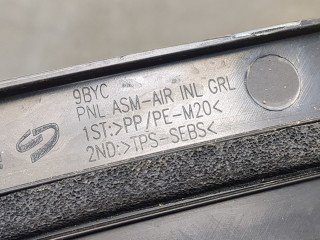 9BYC
PNL ASM-AIR INL GRL
1ST:>PP/PE-M20<
2ND:>TPS-SEBS<